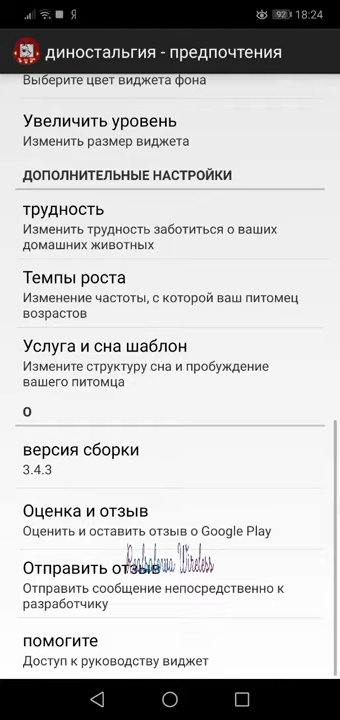 Я 92 18:24
диностальгия - предпочтения
Выберите цвет виджета фона
Увеличить уровень
Изменить размер виджета
ДОПОЛНИТЕЛЬНЫЕ НАСТРОЙКИ
трудность
Изменить трудность заботиться о ваших
домашних животных
Темпы роста
Изменение частоты, с которой ваш питомец
возрастов
Услуга и сна шаблон
Измените структуру сна и пробуждение
вашего питомца
О
версия сборки
3.4.3
Оценка и отзыв
Оценить и оставить отзыв о Google Play
Отправить отзыв
Отправить сообщение непосредственно к
разработчику
помогите
Доступ к руководству виджет